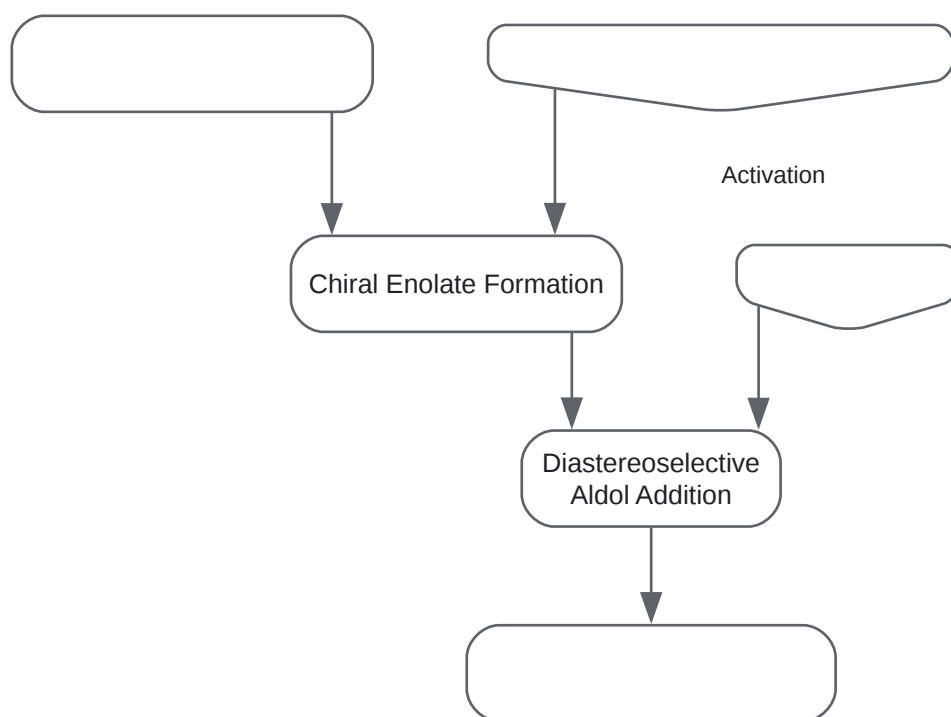 Activation
Chiral Enolate Formation
Diastereoselective
Aldol Addition